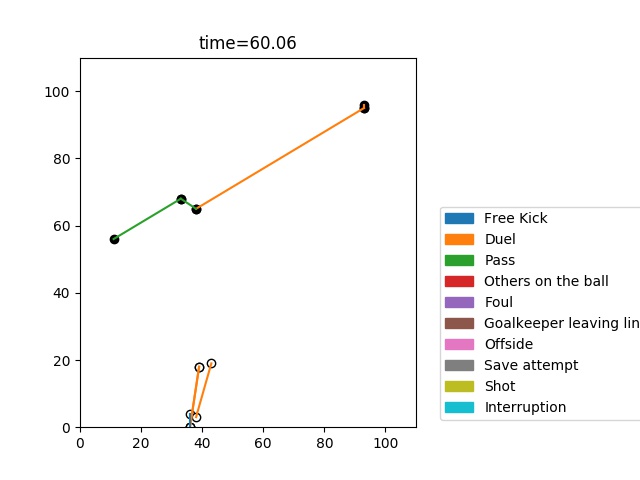 time=60.06
100
80
60
40
20
0
0 20 40 60 80 100
Free Kick
Duel
Pass
Others on the ball
Foul
Goalkeeper leaving lin
Offside
Save attempt
Shot
Interruption